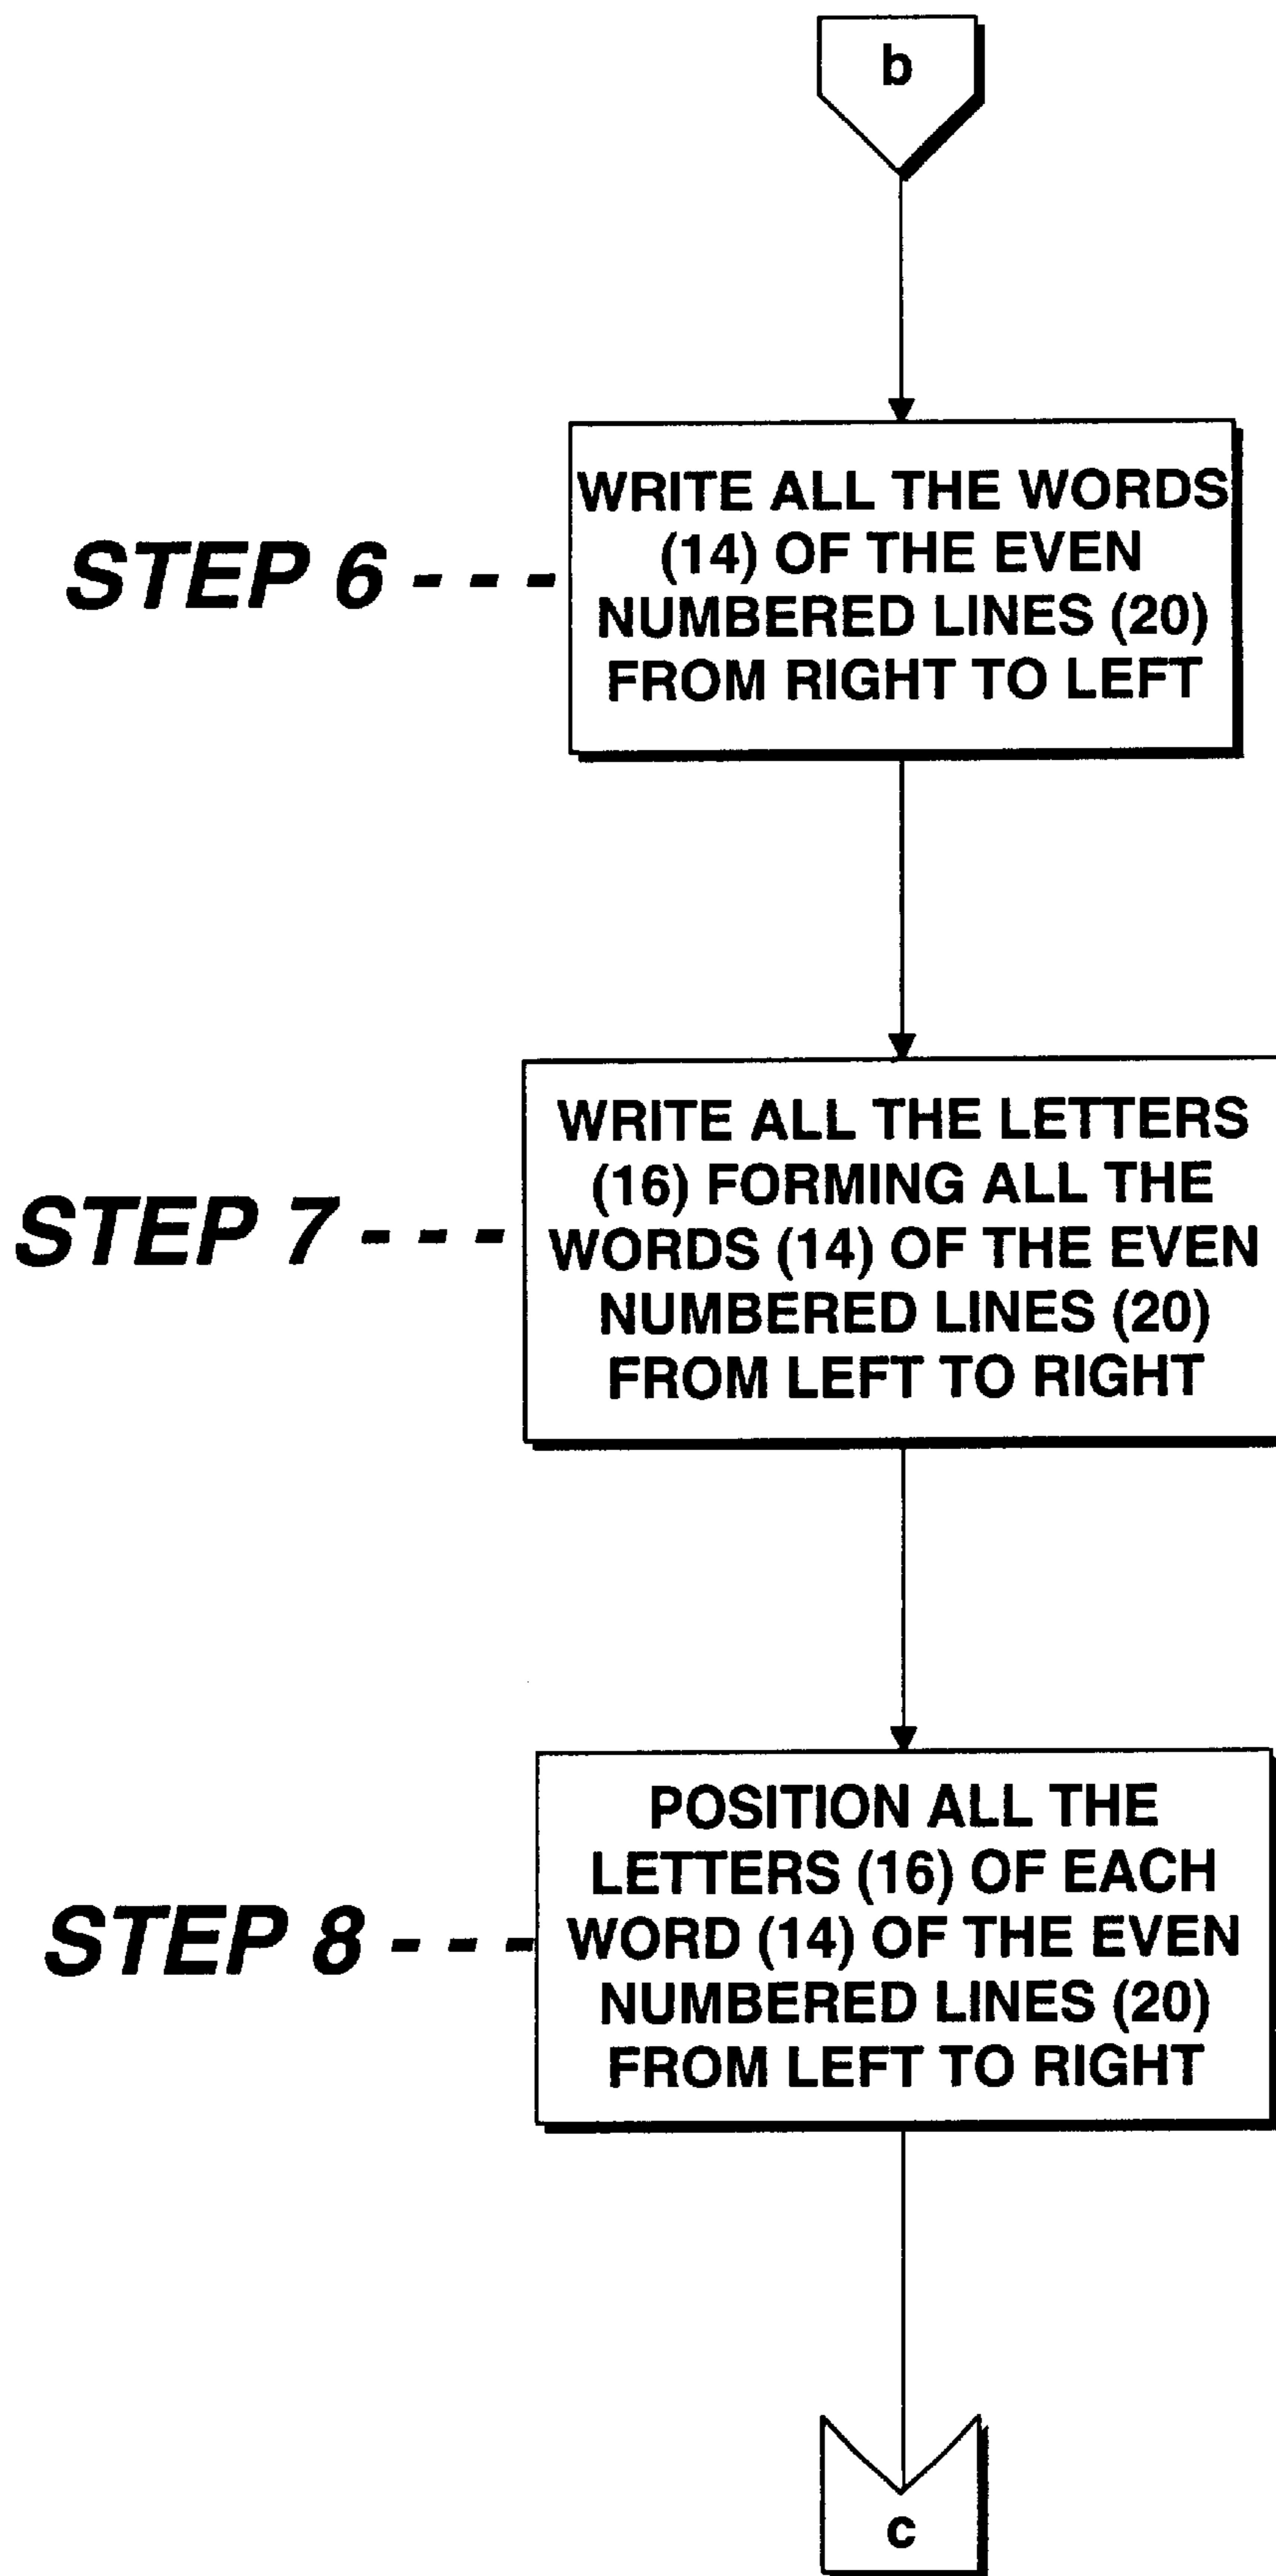 b
WRITE ALL THE WORDS
(14) OF THE EVEN
STEP 6 - - -
NUMBERED LINES (20)
FROM RIGHT TO LEFT
WRITE ALL THE LETTERS
(16) FORMING ALL THE
STEP 7 - - -
WORDS (14) OF THE EVEN
NUMBERED LINES (20)
FROM LEFT TO RIGHT
POSITION ALL THE
LETTERS (16) OF EACH
STEP 8 - - -
WORD (14) OF THE EVEN
NUMBERED LINES (20)
FROM LEFT TO RIGHT
c